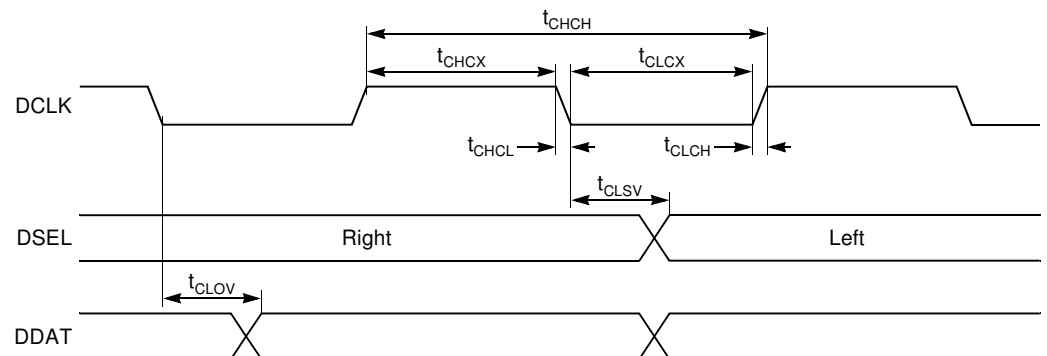 tCHCH
tCHCX
tCLCX
DCLK
tCHCL
tCLCH
tCLSV
DSEL
Right
Left
tCLOV
DDAT